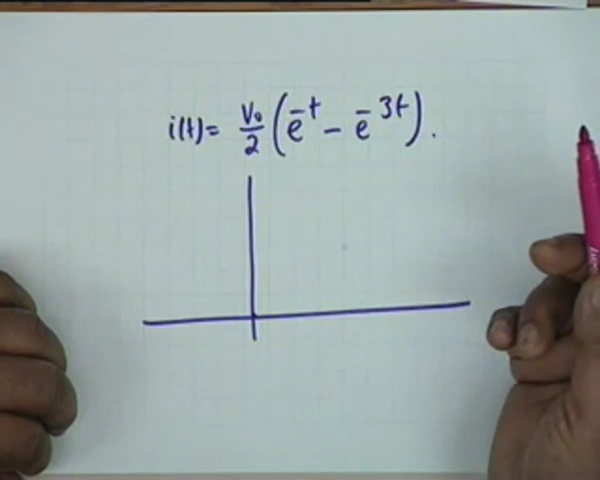 i(t) = V₀/2 (e⁻ᵗ − e⁻³ᵗ).